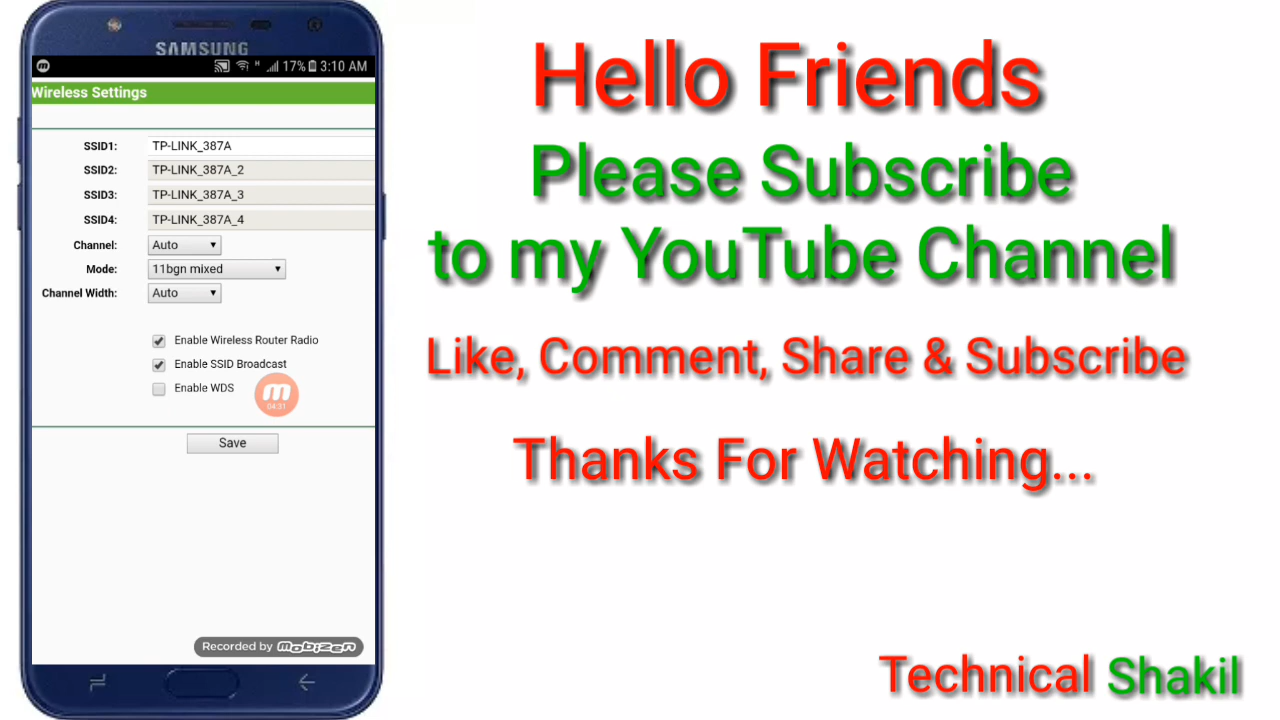 SAMSUNG
H 17% 3:10 AM
Wireless Settings
SSID1: TP-LINK_387A
SSID2: TP-LINK_387A_2
SSID3: TP-LINK_387A_3
SSID4: TP-LINK_387A_4
Channel: Auto
Mode: 11bgn mixed
Channel Width: Auto
Enable Wireless Router Radio
Enable SSID Broadcast
Enable WDS
m
04:31
Save
Recorded by mobizen
Hello Friends
Please Subscribe
to my YouTube Channel
Like, Comment, Share & Subscribe
Thanks For Watching...
Technical Shakil